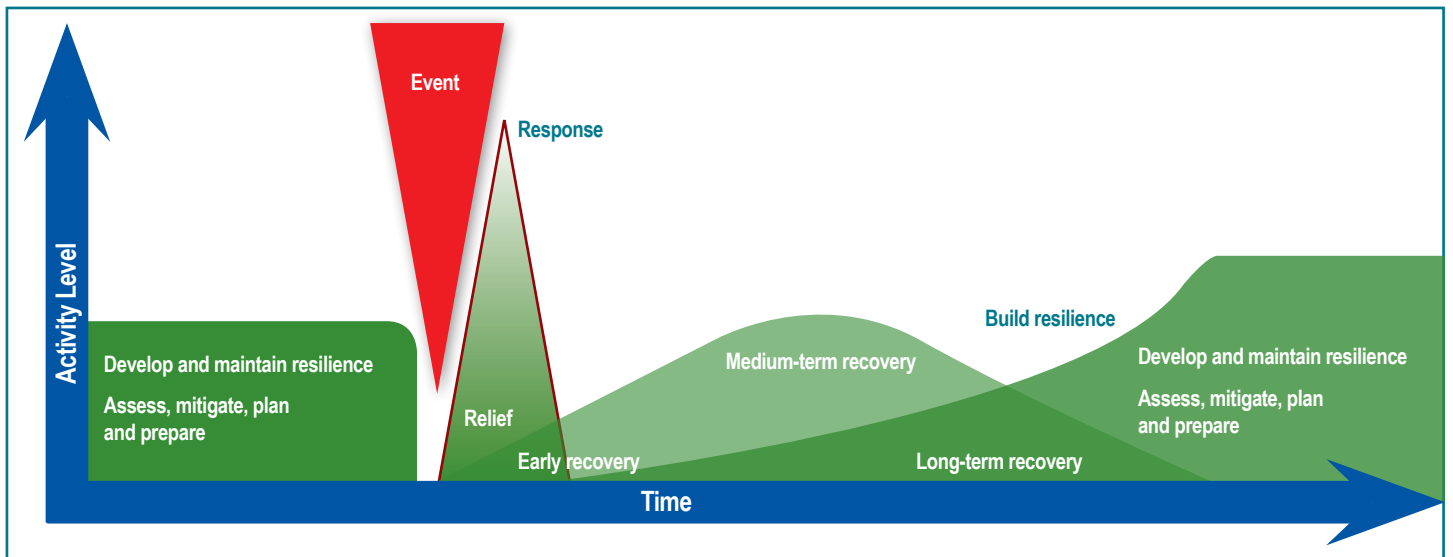 Event
Response
Activity Level
Develop and maintain resilience
Assess, mitigate, plan
and prepare
Relief
Early recovery
Medium-term recovery
Build resilience
Long-term recovery
Develop and maintain resilience
Assess, mitigate, plan
and prepare
Time